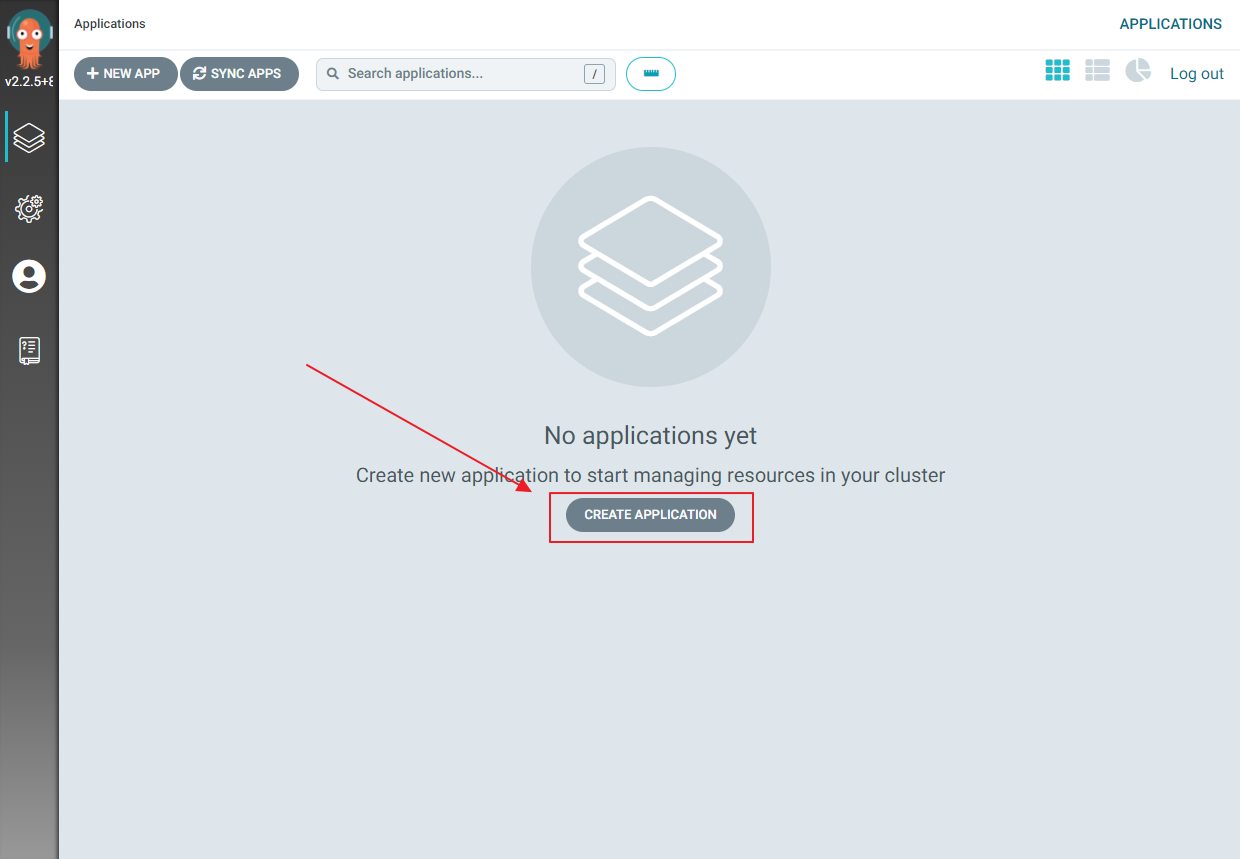 Applications
APPLICATIONS
v2.2.5+8
NEW APP
SYNC APPS
Search applications...
/
Log out
No applications yet
Create new application to start managing resources in your cluster
CREATE APPLICATION